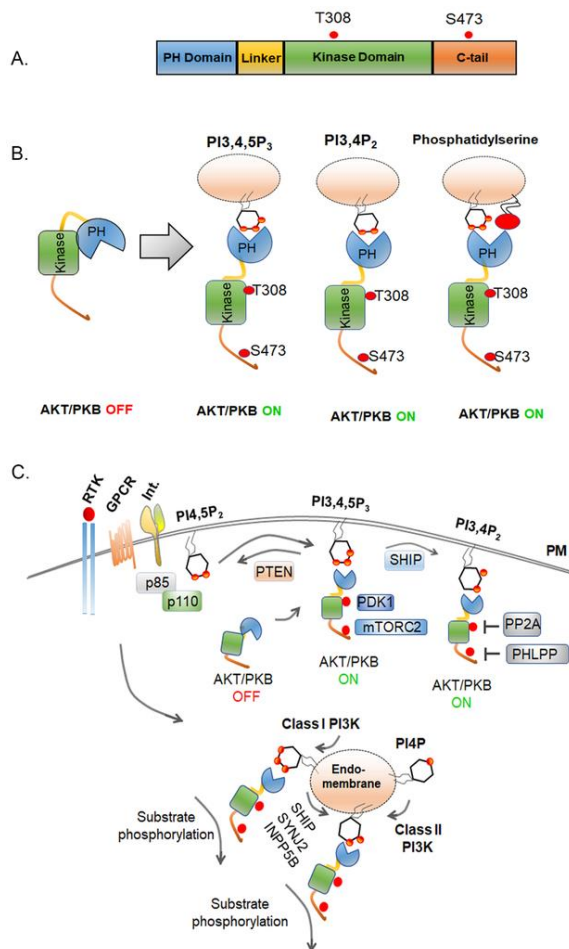 T308 S473
A. PH Domain Linker Kinase Domain C-tail
B. PI3,4,5P3 PI3,4P2 Phosphatidylserine
Kinase PH
PH PH PH
Kinase T308 Kinase T308 Kinase T308
S473 S473 S473
AKT/PKB OFF AKT/PKB ON AKT/PKB ON AKT/PKB ON
C.
RTK GPCR Int. PI4,5P2 PI3,4,5P3 PI3,4P2
PM
p85 PTEN SHIP
p110
PDK1 PP2A
mTORC2
PHLPP
AKT/PKB
OFF
AKT/PKB
ON
AKT/PKB
ON
Class I PI3K
PI4P
Endo-
membrane
Substrate
phosphorylation
SHIP
SYNJ2
INPP5B
Class II
PI3K
Substrate
phosphorylation